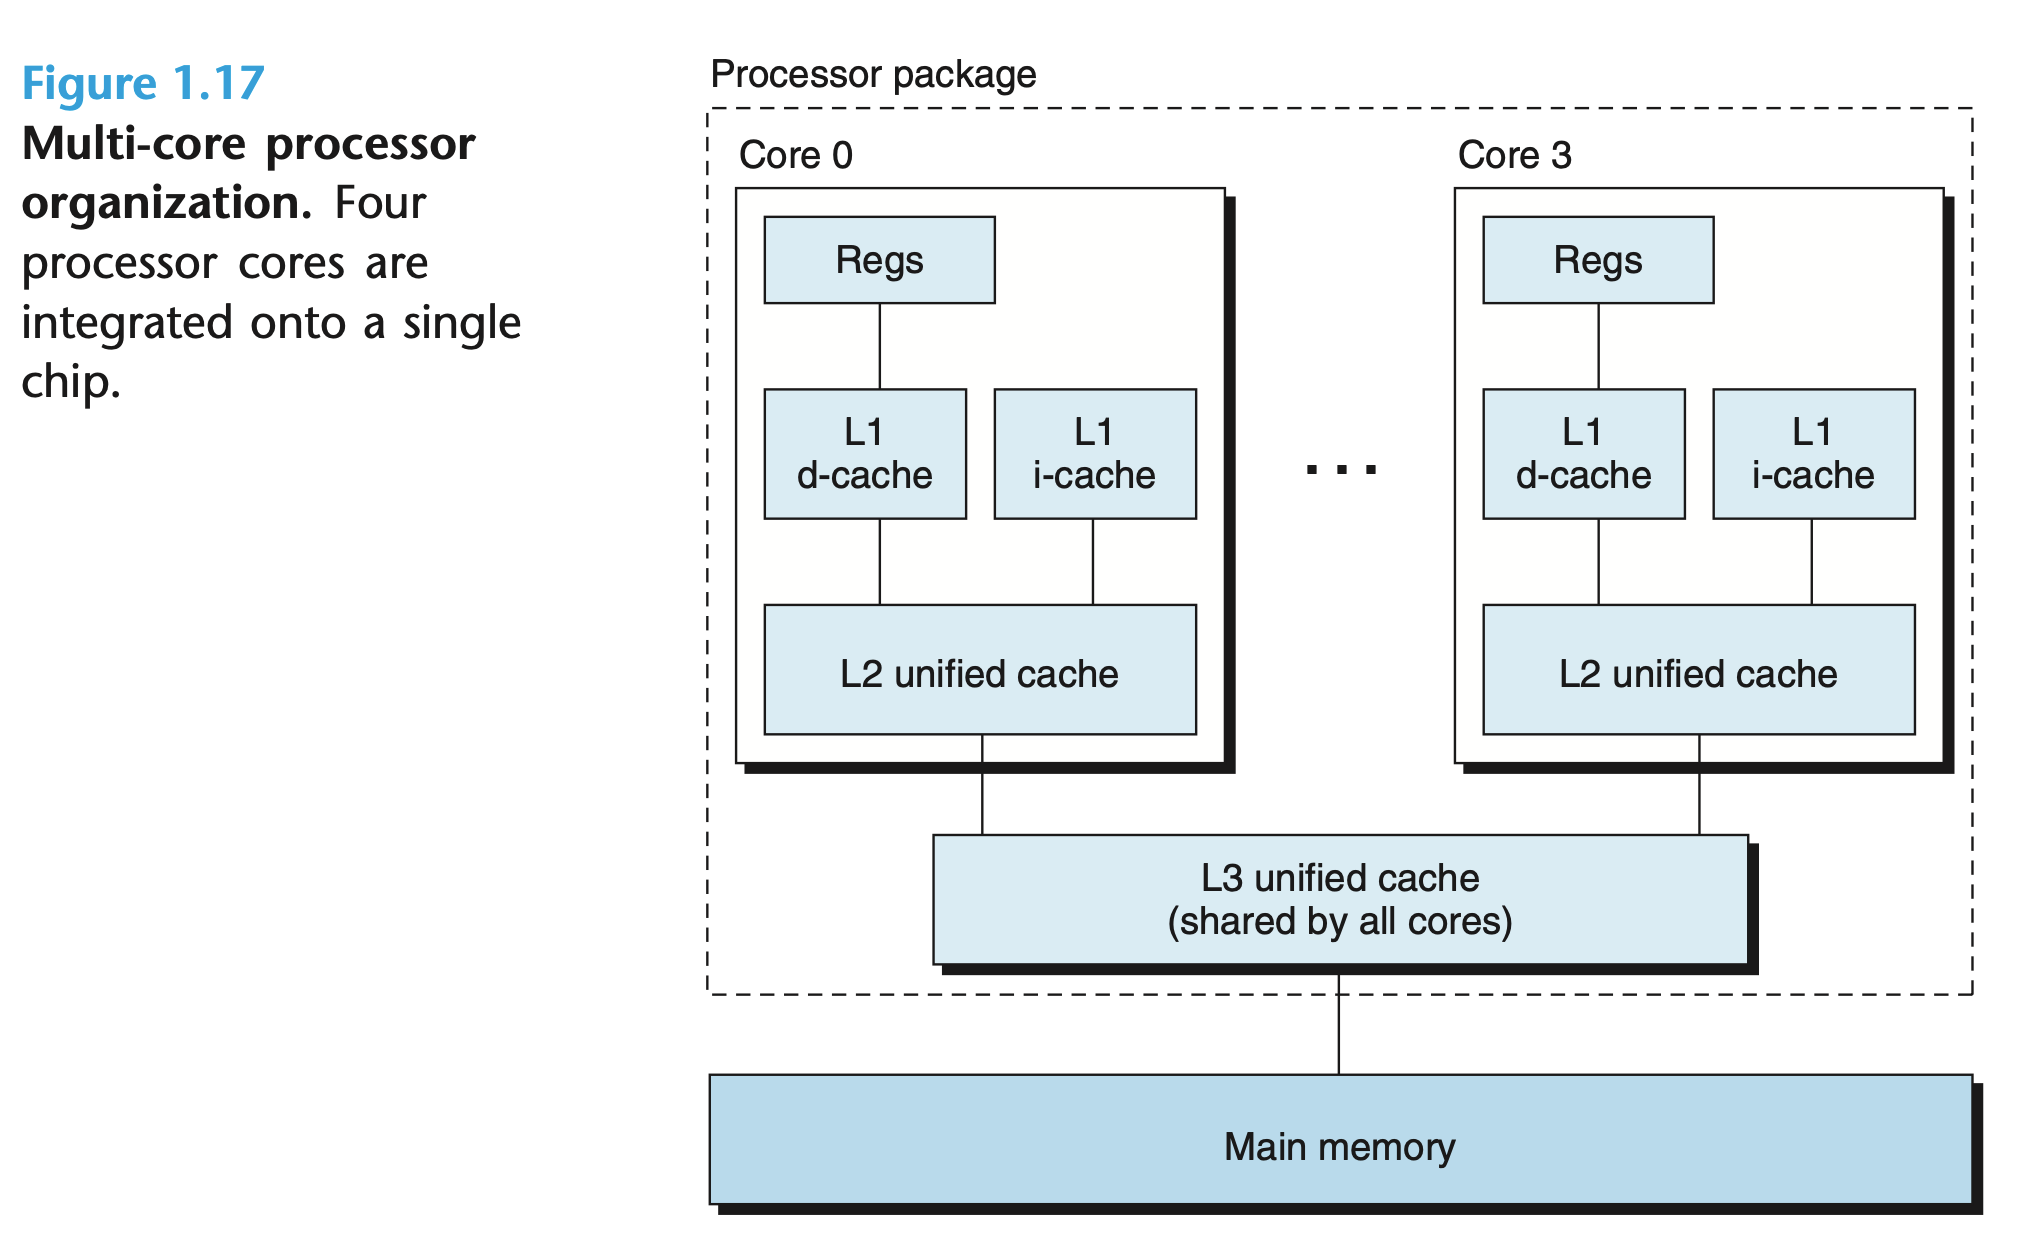 Figure 1.17
Multi-core processor
organization. Four
processor cores are
integrated onto a single
chip.
Processor package
Core 0
Regs
L1
d-cache
L1
i-cache
L2 unified cache
...
Core 3
Regs
L1
d-cache
L1
i-cache
L2 unified cache
L3 unified cache
(shared by all cores)
Main memory